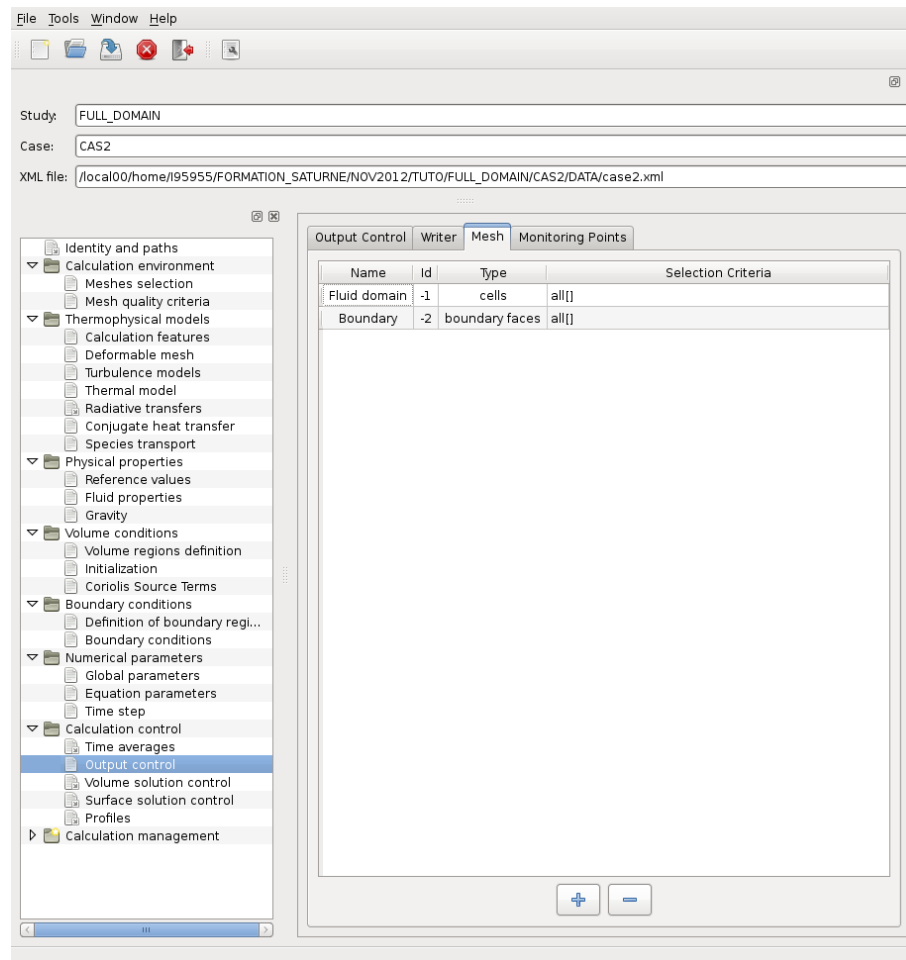 File Tools Window Help
Study: FULL_DOMAIN
Case: CAS2
XML file: /local00/home/I95955/FORMATION_SATURNE/NOV2012/TUTO/FULL_DOMAIN/CAS2/DATA/case2.xml
Identity and paths
Calculation environment
Meshes selection
Mesh quality criteria
Thermophysical models
Calculation features
Deformable mesh
Turbulence models
Thermal model
Radiative transfers
Conjugate heat transfer
Species transport
Physical properties
Reference values
Fluid properties
Gravity
Volume conditions
Volume regions definition
Initialization
Coriolis Source Terms
Boundary conditions
Definition of boundary regi...
Boundary conditions
Numerical parameters
Global parameters
Equation parameters
Time step
Calculation control
Time averages
Output control
Volume solution control
Surface solution control
Profiles
Calculation management
Output Control Writer Mesh Monitoring Points
Name Id Type Selection Criteria
Fluid domain -1 cells all[]
Boundary -2 boundary faces all[]